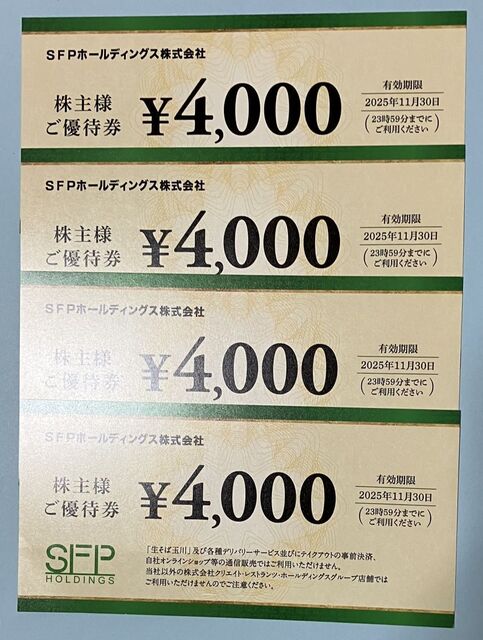 SFPホールディングス株式会社
株主様
ご優待券
¥4,000
有効期限
2025年11月30日
(23時59分までに
ご利用ください)
SFPホールディングス株式会社
株主様
ご優待券
¥4,000
有効期限
2025年11月30日
(23時59分までに
ご利用ください)
SFPホールディングス株式会社
株主様
ご優待券
¥4,000
有効期限
2025年11月30日
(23時59分までに
ご利用ください)
SFPホールディングス株式会社
株主様
ご優待券
¥4,000
有効期限
2025年11月30日
(23時59分までに
ご利用ください)
SFP
HOLDINGS
「生そば玉川」及び各種デリバリーサービス並びにテイクアウトの事前決済、
自社オンラインショップ等の通信販売ではご利用いただけません。
当社以外の株式会社クリエイト・レストランツ・ホールディングスグループ店舗では
ご利用いただけませんのでご注意ください。